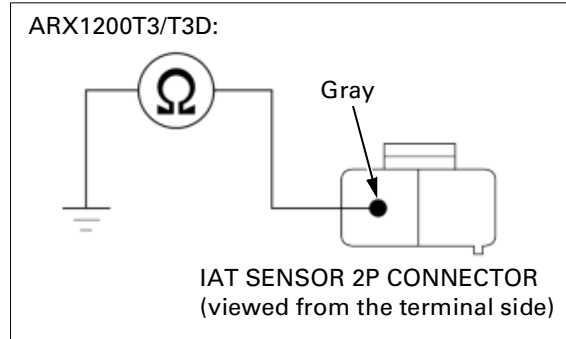 ARX1200T3/T3D:
Ω
Gray
IAT SENSOR 2P CONNECTOR
(viewed from the terminal side)